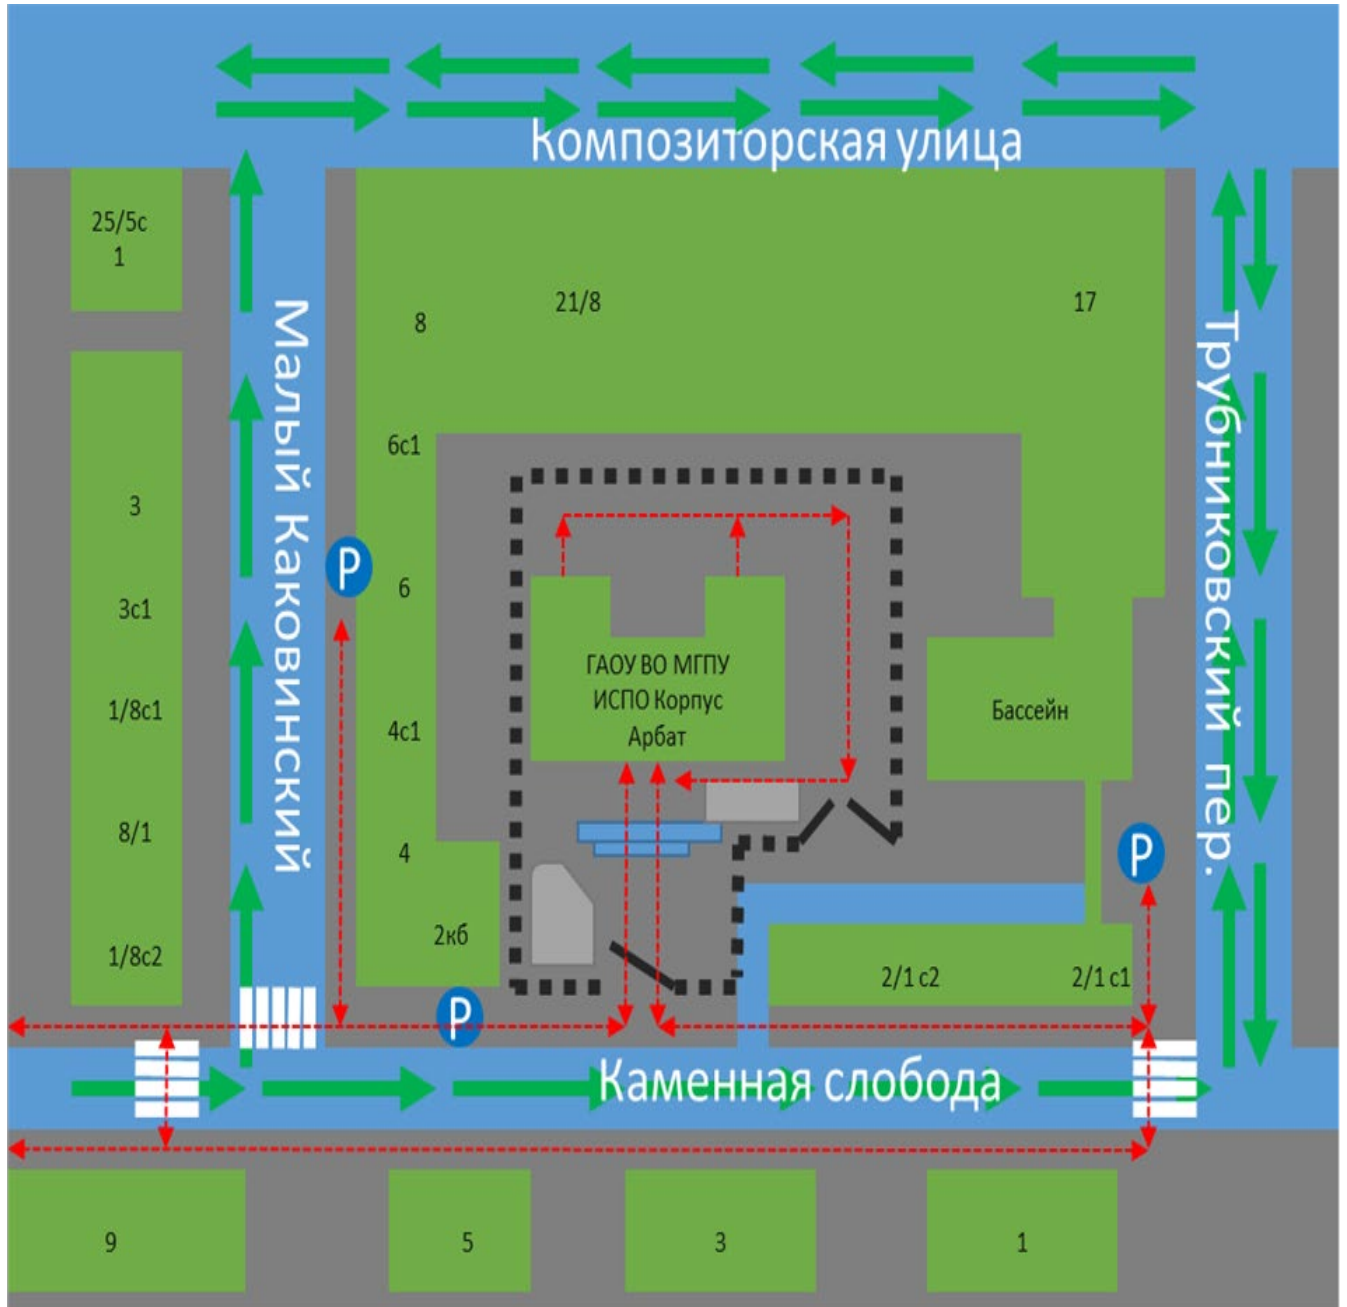 Композиторская улица
25/5с
1
8
21/8
17
Малый Каковинский
Трубниковский пер.
6с1
3
Р
6
3с1
ГАОУ ВО МГПУ
ИСПО Корпус
Арбат
1/8с1
4с1
Бассейн
8/1
4
Р
2кб
1/8с2
2/1 с2
2/1 с1
Р
Каменная слобода
9
5
3
1